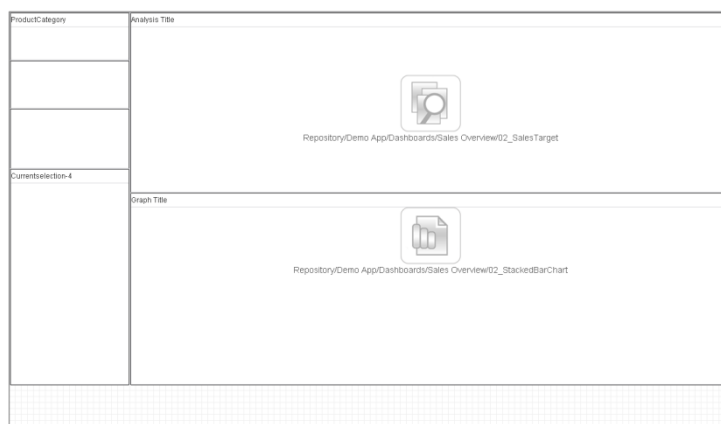 ProductCategory
Analysis Title
Repository/Demo App/Dashboards/Sales Overview/02_SalesTarget
Currentselection-4
Graph Title
Repository/Demo App/Dashboards/Sales Overview/02_StackedBarChart